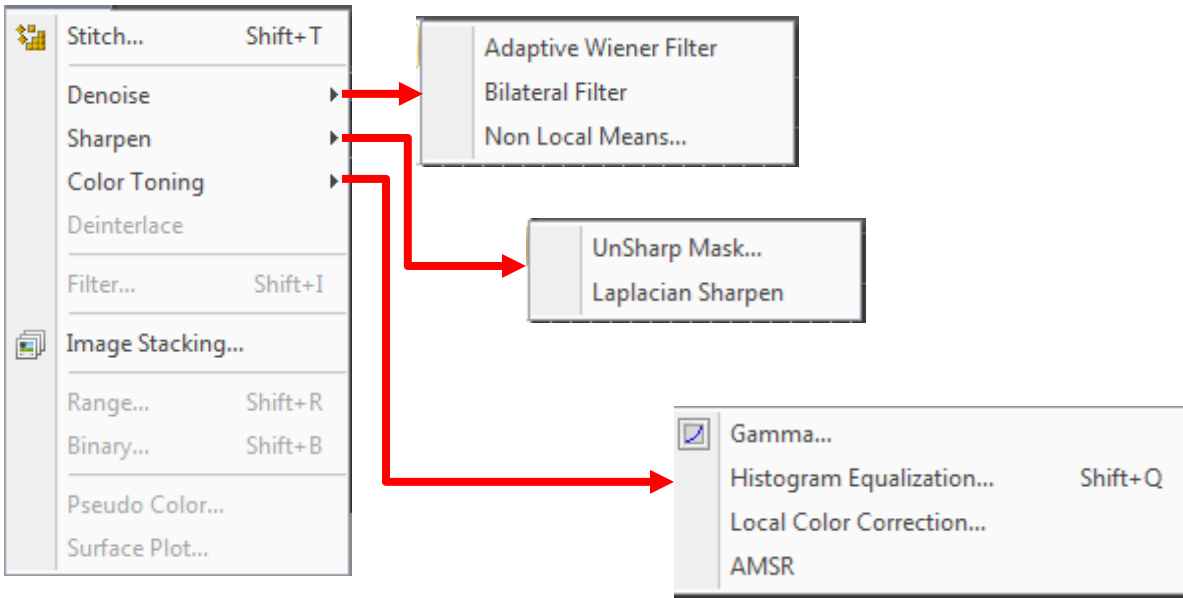 Stitch... Shift+T
Denoise
Sharpen
Color Toning
Deinterlace
Filter... Shift+I
Image Stacking...
Range... Shift+R
Binary... Shift+B
Pseudo Color...
Surface Plot...
Adaptive Wiener Filter
Bilateral Filter
Non Local Means...
UnSharp Mask...
Laplacian Sharpen
Gamma...
Histogram Equalization... Shift+Q
Local Color Correction...
AMSR